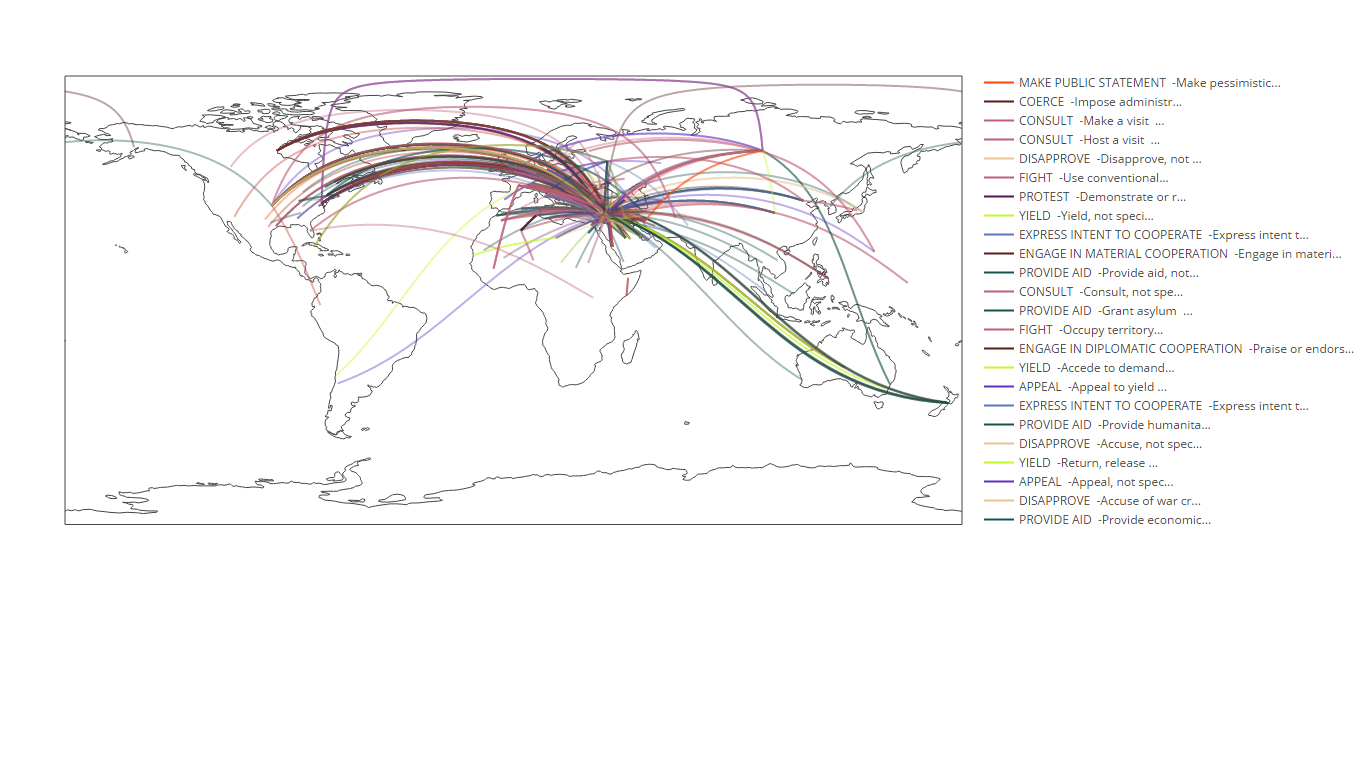 MAKE PUBLIC STATEMENT -Make pessimistic...
COERCE -Impose administr...
CONSULT -Make a visit ...
CONSULT -Host a visit ...
DISAPPROVE -Disapprove, not ...
FIGHT -Use conventional...
PROTEST -Demonstrate or r...
YIELD -Yield, not speci...
EXPRESS INTENT TO COOPERATE -Express intent t...
ENGAGE IN MATERIAL COOPERATION -Engage in materi...
PROVIDE AID -Provide aid, not...
CONSULT -Consult, not spe...
PROVIDE AID -Grant asylum ...
FIGHT -Occupy territory...
ENGAGE IN DIPLOMATIC COOPERATION -Praise or endors...
YIELD -Accede to demand...
APPEAL -Appeal to yield ...
EXPRESS INTENT TO COOPERATE -Express intent t...
PROVIDE AID -Provide humanita...
DISAPPROVE -Accuse, not spec...
YIELD -Return, release ...
APPEAL -Appeal, not spec...
DISAPPROVE -Accuse of war cr...
PROVIDE AID -Provide economic...